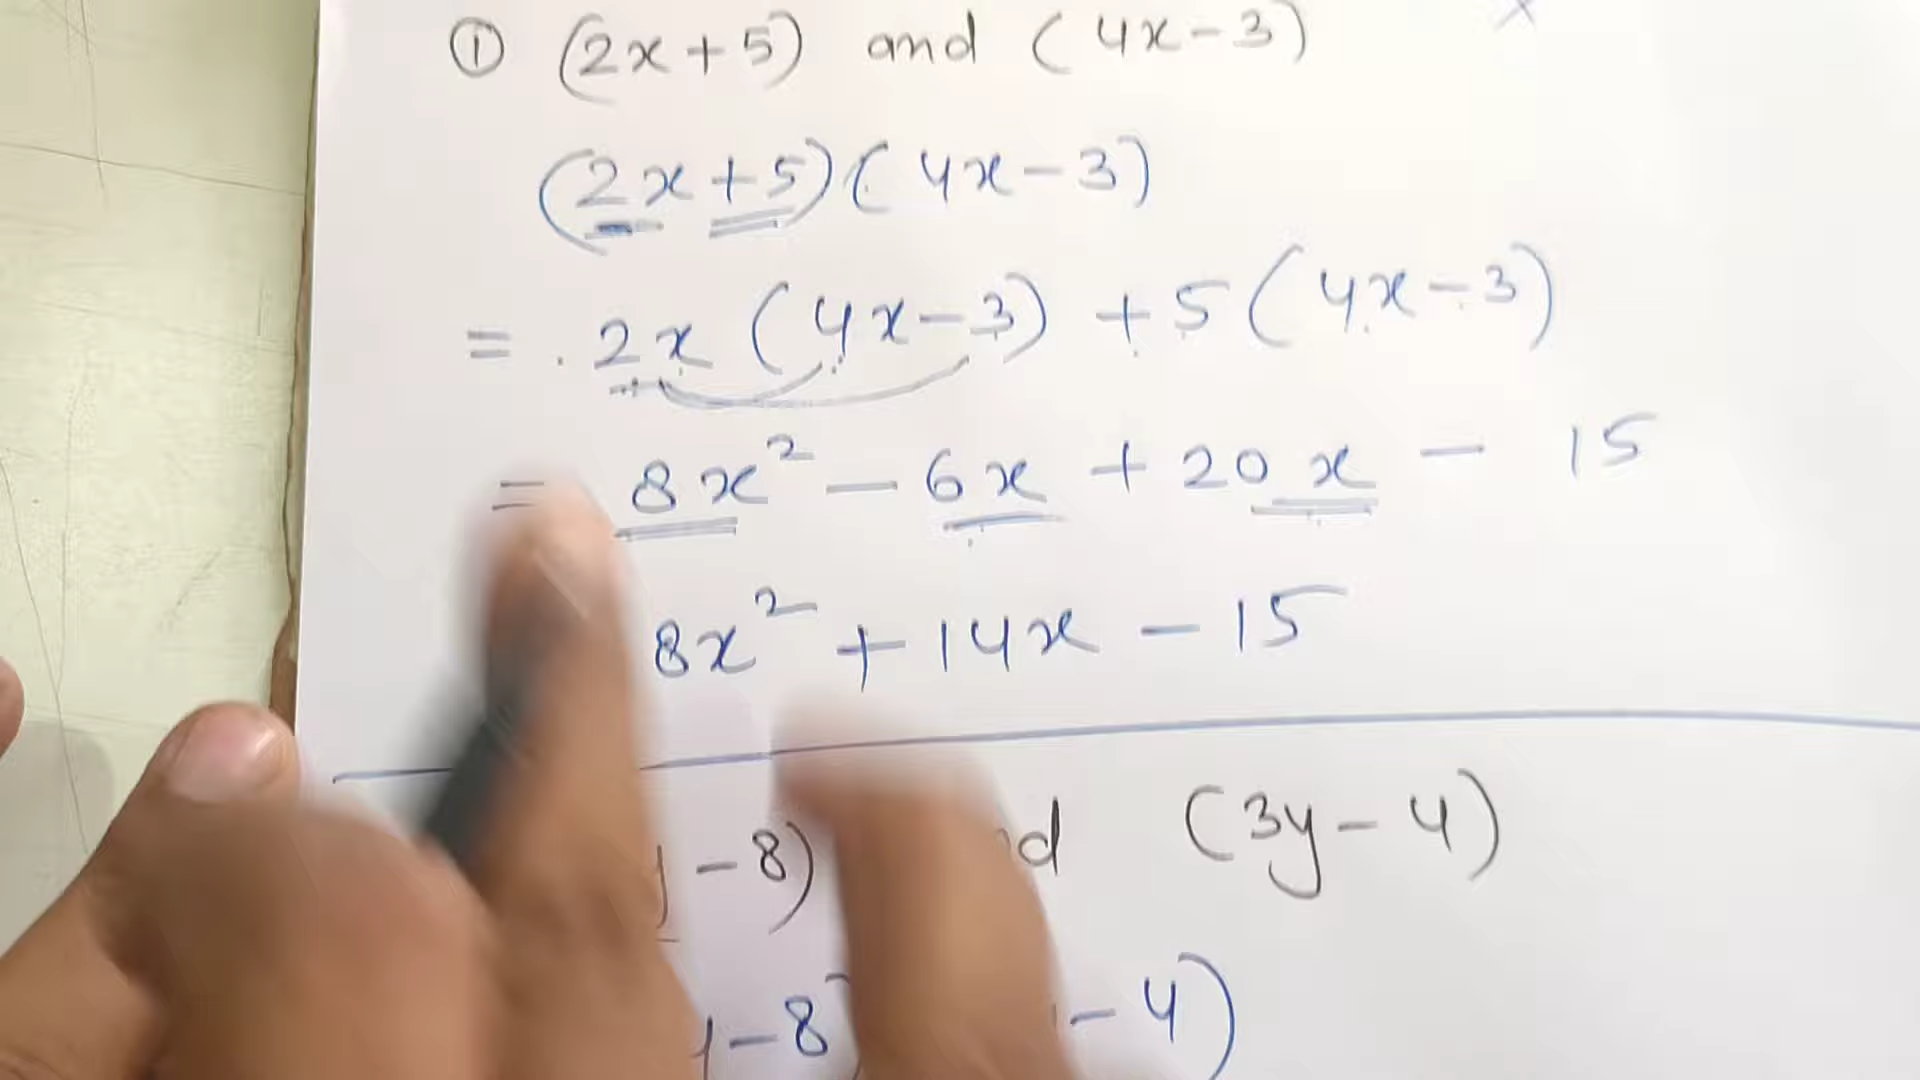 ① (2x+5) and (4x-3)
(2x+5)(4x-3)
= 2x(4x-3)+5(4x-3)
= 8x² - 6x + 20x - 15
8x² + 14x - 15
-8) (3y-4)
-8 -4)